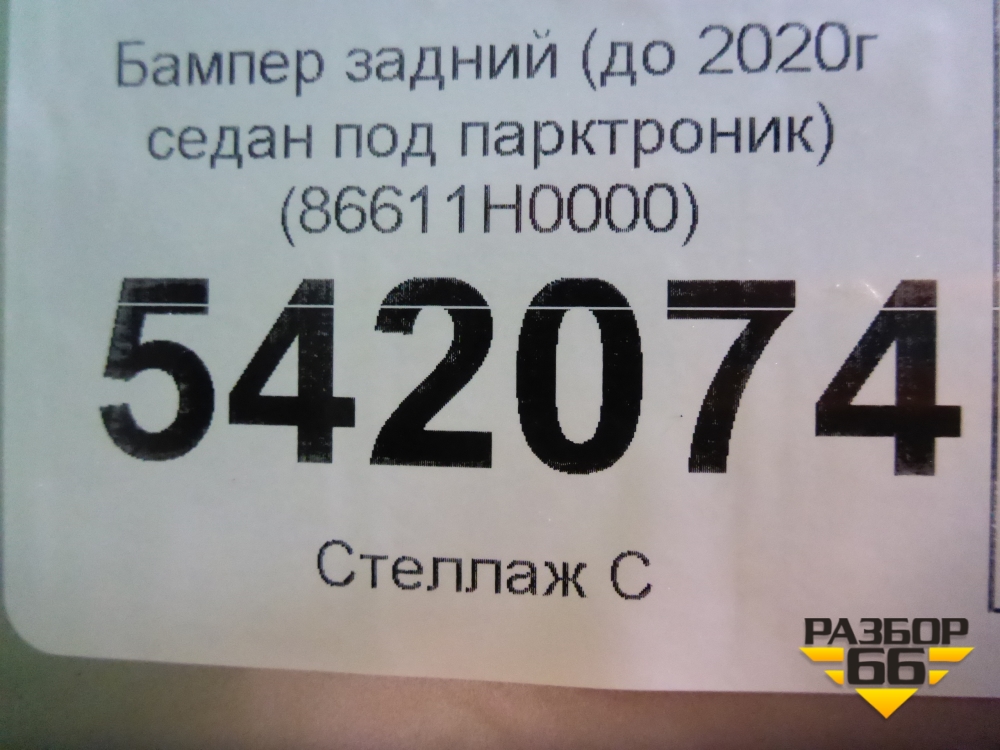 Бампер задний (до 2020г
седан под парктроник)
(86611H0000)
542074
Стеллаж С
РАЗБОР
66